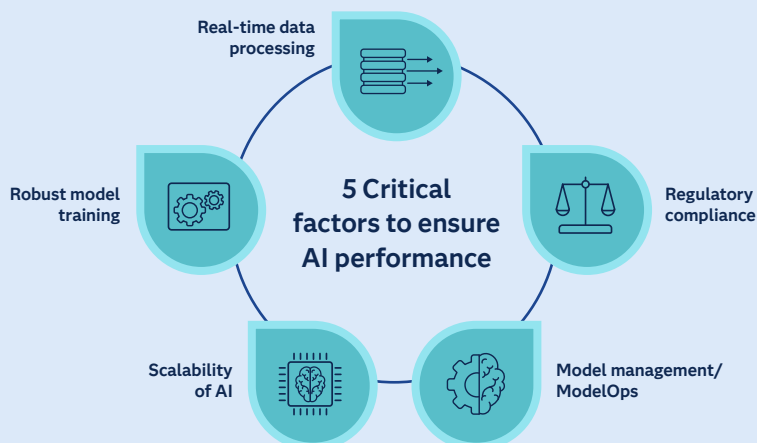 Real-time data
processing
Robust model
training
5 Critical
factors to ensure
AI performance
Regulatory
compliance
Scalability
of AI
Model management/
ModelOps